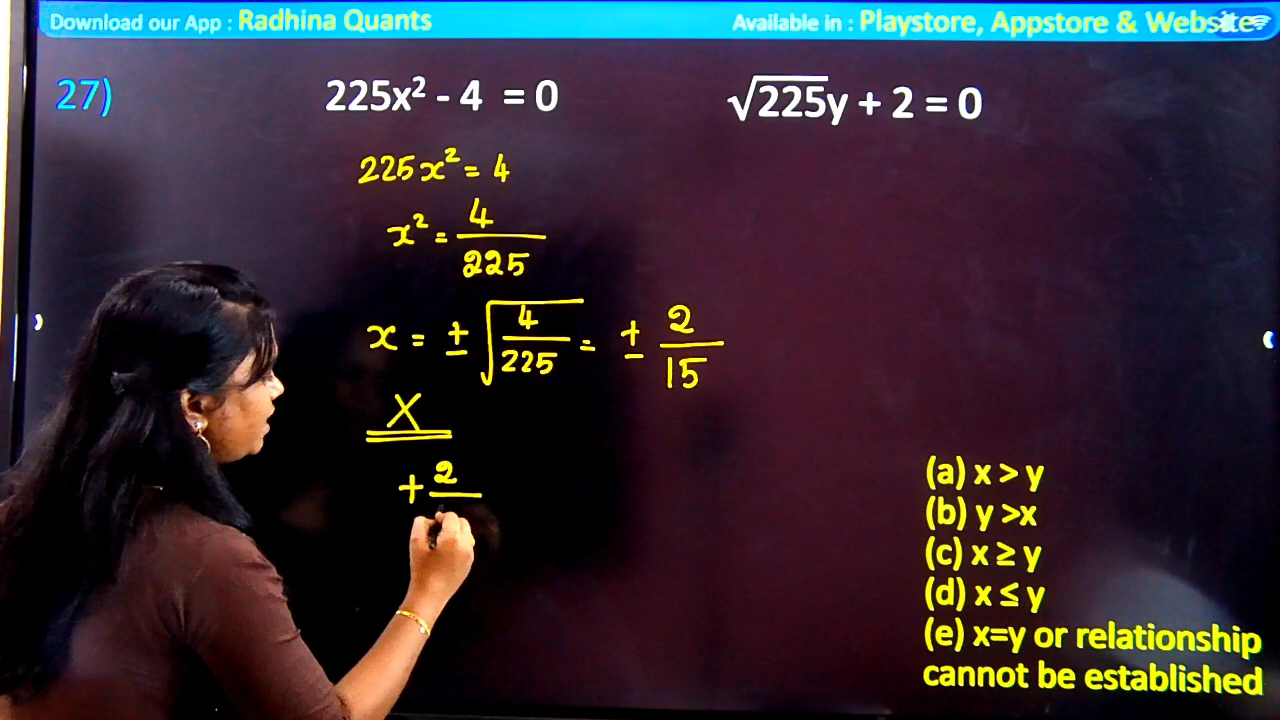 Download our App : Radhina Quants
Available in : Playstore, Appstore & Website
27)
225x² - 4 = 0
√225y + 2 = 0
225x² = 4
x² = 4/225
x = ± √(4/225) = ± 2/15
X
+ 2
(a) x > y
(b) y >x
(c) x ≥ y
(d) x ≤ y
(e) x=y or relationship
cannot be established